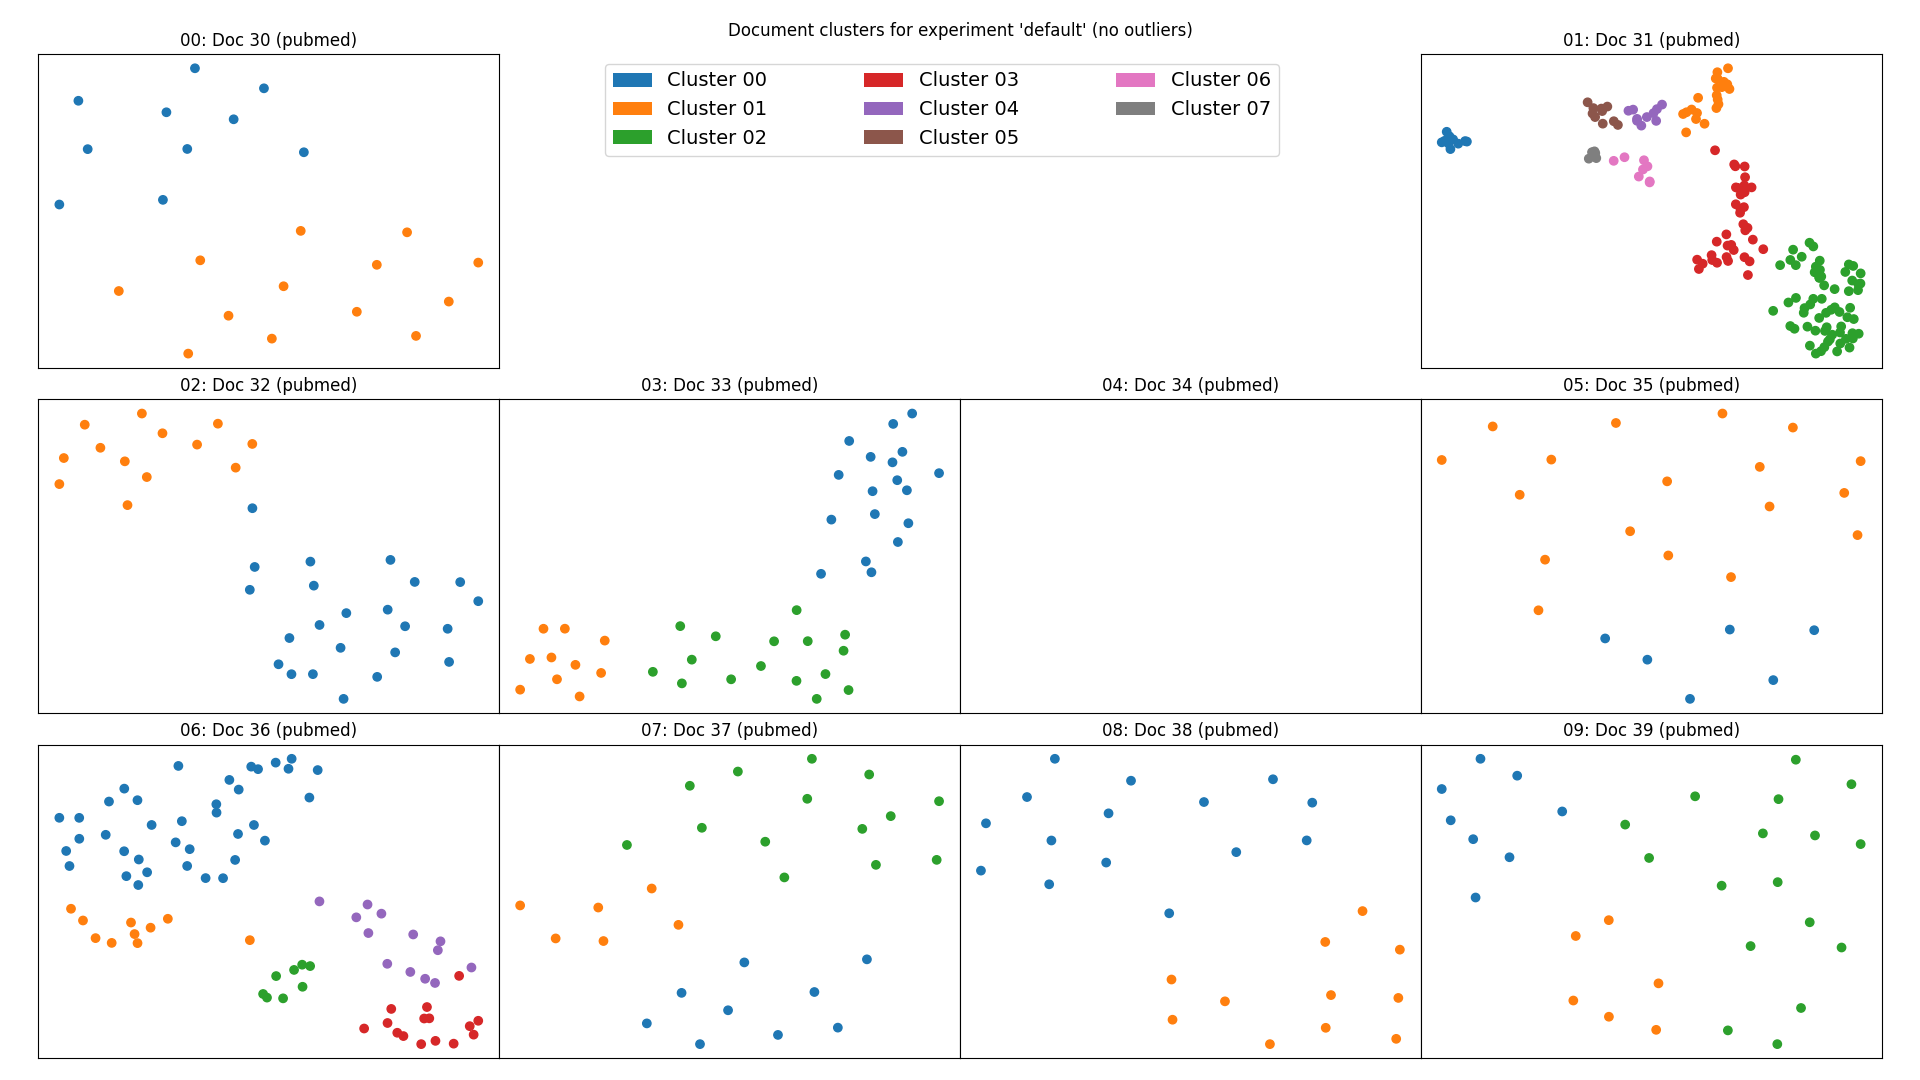 Document clusters for experiment 'default' (no outliers)
00: Doc 30 (pubmed)
01: Doc 31 (pubmed)
Cluster 00
Cluster 01
Cluster 02
Cluster 03
Cluster 04
Cluster 05
Cluster 06
Cluster 07
02: Doc 32 (pubmed)
03: Doc 33 (pubmed)
04: Doc 34 (pubmed)
05: Doc 35 (pubmed)
06: Doc 36 (pubmed)
07: Doc 37 (pubmed)
08: Doc 38 (pubmed)
09: Doc 39 (pubmed)